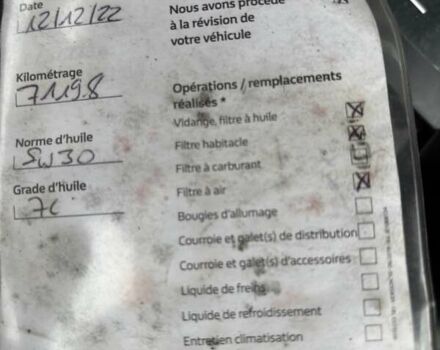 Date
12/12/22
Nous avons procédé
à la révision de
votre véhicule
Kilométrage
71198
Norme d'huile
5W30
Grade d'huile
7C
Opérations / remplacements
réalisés *
Vidange, filtre à huile
Filtre habitacle
Filtre à carburant
Filtre à air
Bougies d'allumage
Courroie et galet(s) de distribution
Courroie et galet(s) d'accessoires
Liquide de freins
Liquide de refroidissement
Entretien climatisation